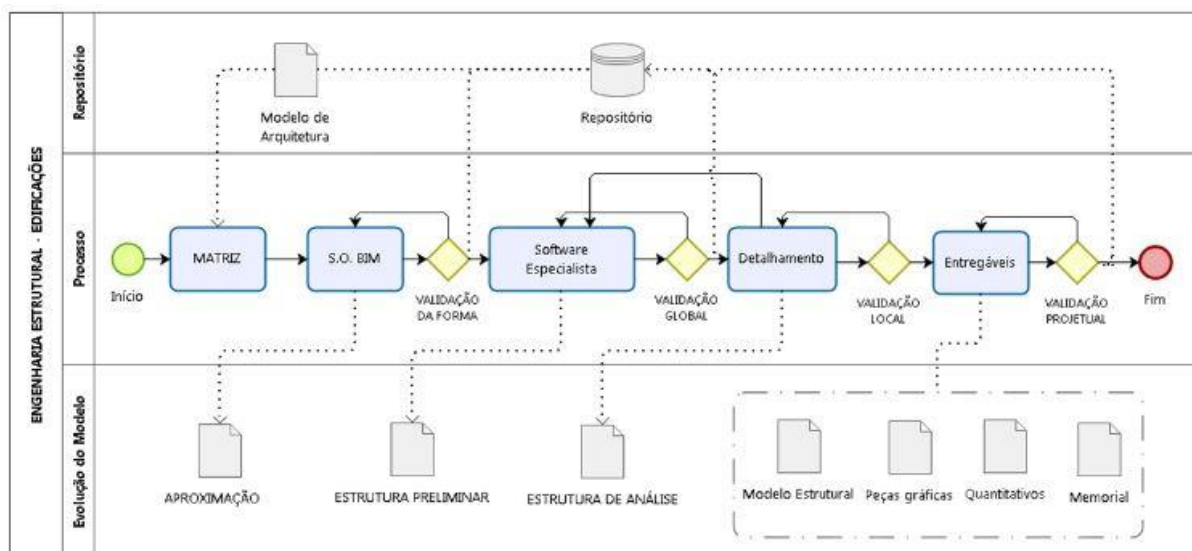 ENGENHARIA ESTRUTURAL - EDIFICAÇÕES
Repositório
Modelo de
Arquitetura
Repositório
Processo
Início
MATRIZ
S.O. BIM
VALIDAÇÃO
DA FORMA
Software
Especialista
VALIDAÇÃO
GLOBAL
Detalhamento
VALIDAÇÃO
LOCAL
Entregáveis
VALIDAÇÃO
PROJETUAL
Fim
Evolução do Modelo
APROXIMAÇÃO
ESTRUTURA PRELIMINAR
ESTRUTURA DE ANÁLISE
Modelo Estrutural
Peças gráficas
Quantitativos
Memorial